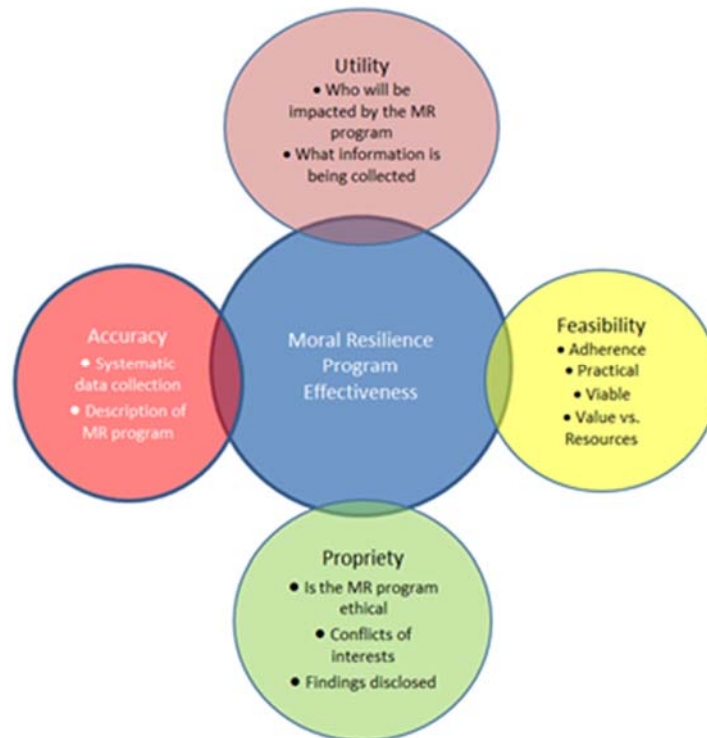 Utility
• Who will be
impacted by the MR
program
• What information is
being collected
Accuracy
• Systematic
data collection
• Description of
MR program
Moral Resilience
Program
Effectiveness
Feasibility
• Adherence
• Practical
• Viable
• Value vs.
Resources
Propriety
• Is the MR program
ethical
• Conflicts of
interests
• Findings disclosed